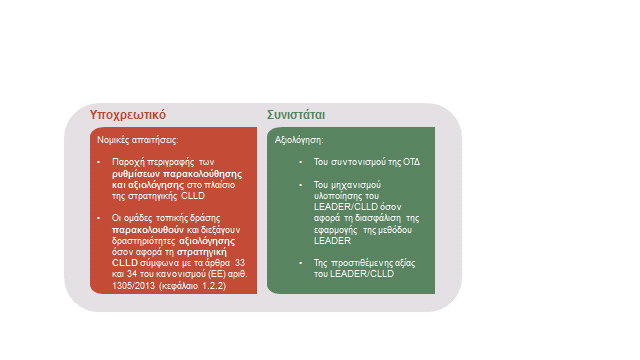 Υποχρεωτικό
Νομικές απαιτήσεις:
• Παροχή περιγραφής των
ρυθμίσεων παρακολούθησης
και αξιολόγησης στο πλαίσιο
της στρατηγικής CLLD
• Οι ομάδες τοπικής δράσης
παρακολουθούν και διεξάγουν
δραστηριότητες αξιολόγησης
όσον αφορά τη στρατηγική
CLLD σύμφωνα με τα άρθρα 33
και 34 του κανονισμού (ΕΕ) αριθ.
1305/2013 (κεφάλαιο 1.2.2)
Συνιστάται
Αξιολόγηση:
• Του συντονισμού της ΟΤΔ
• Του μηχανισμού
υλοποίησης του
LEADER/CLLD όσον
αφορά τη διασφάλιση της
εφαρμογής της μεθόδου
LEADER
• Της προστιθέμενης αξίας
του LEADER/CLLD